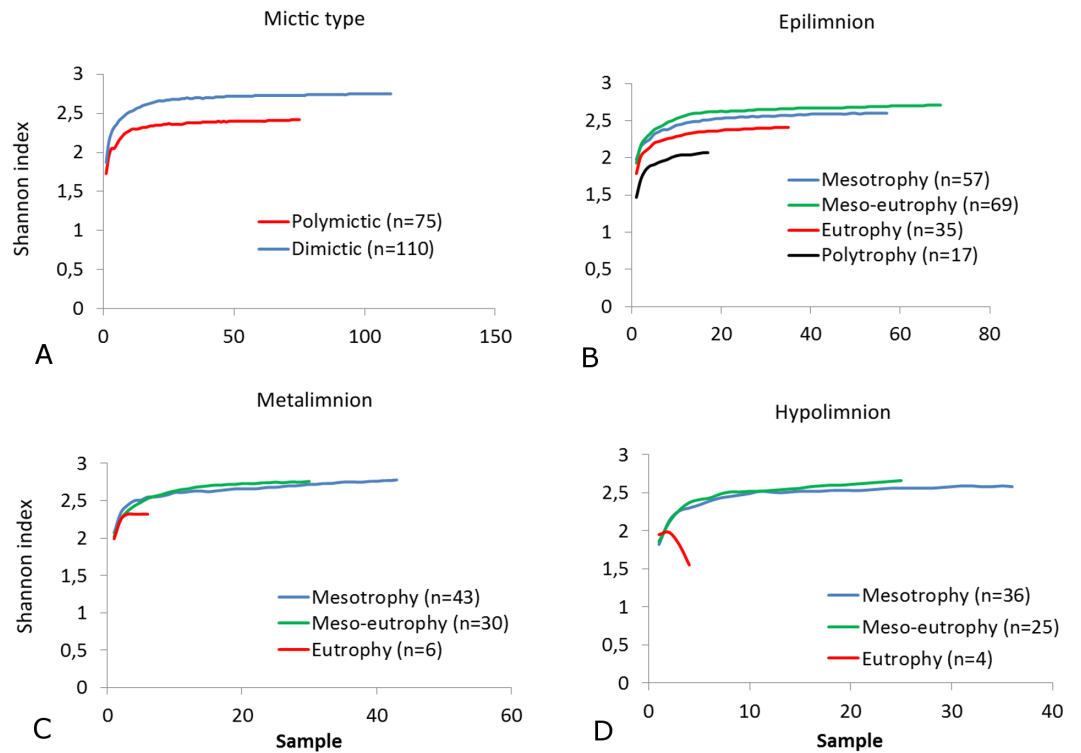 Mictic type
3
2,5
2
1,5
1
0,5
0
0
50
100
150
Shannon index
Polymictic (n=75)
Dimictic (n=110)
A
Epilimnion
3
2,5
2
1,5
1
0,5
0
0
20
40
60
80
Mesotrophy (n=57)
Meso-eutrophy (n=69)
Eutrophy (n=35)
Polytrophy (n=17)
B
Metalimnion
3
2,5
2
1,5
1
0,5
0
0
20
40
60
Shannon index
Mesotrophy (n=43)
Meso-eutrophy (n=30)
Eutrophy (n=6)
Sample
C
Hypolimnion
3
2,5
2
1,5
1
0,5
0
0
10
20
30
40
Mesotrophy (n=36)
Meso-eutrophy (n=25)
Eutrophy (n=4)
Sample
D